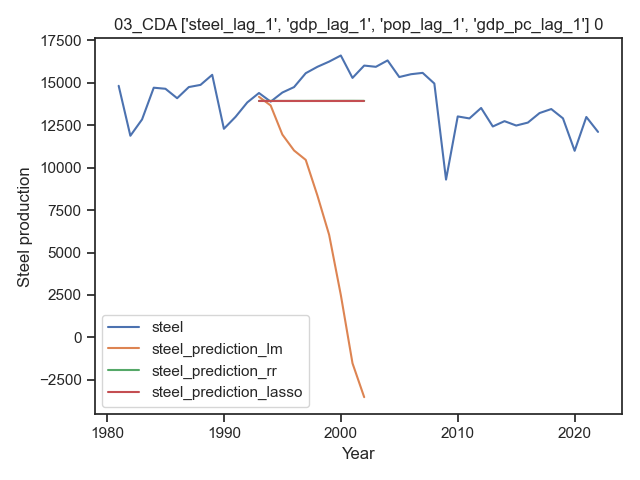 03_CDA ['steel_lag_1', 'gdp_lag_1', 'pop_lag_1', 'gdp_pc_lag_1'] 0
17500
15000
12500
10000
7500
5000
2500
0
−2500
Steel production
steel
steel_prediction_lm
steel_prediction_rr
steel_prediction_lasso
1980
1990
2000
2010
2020
Year